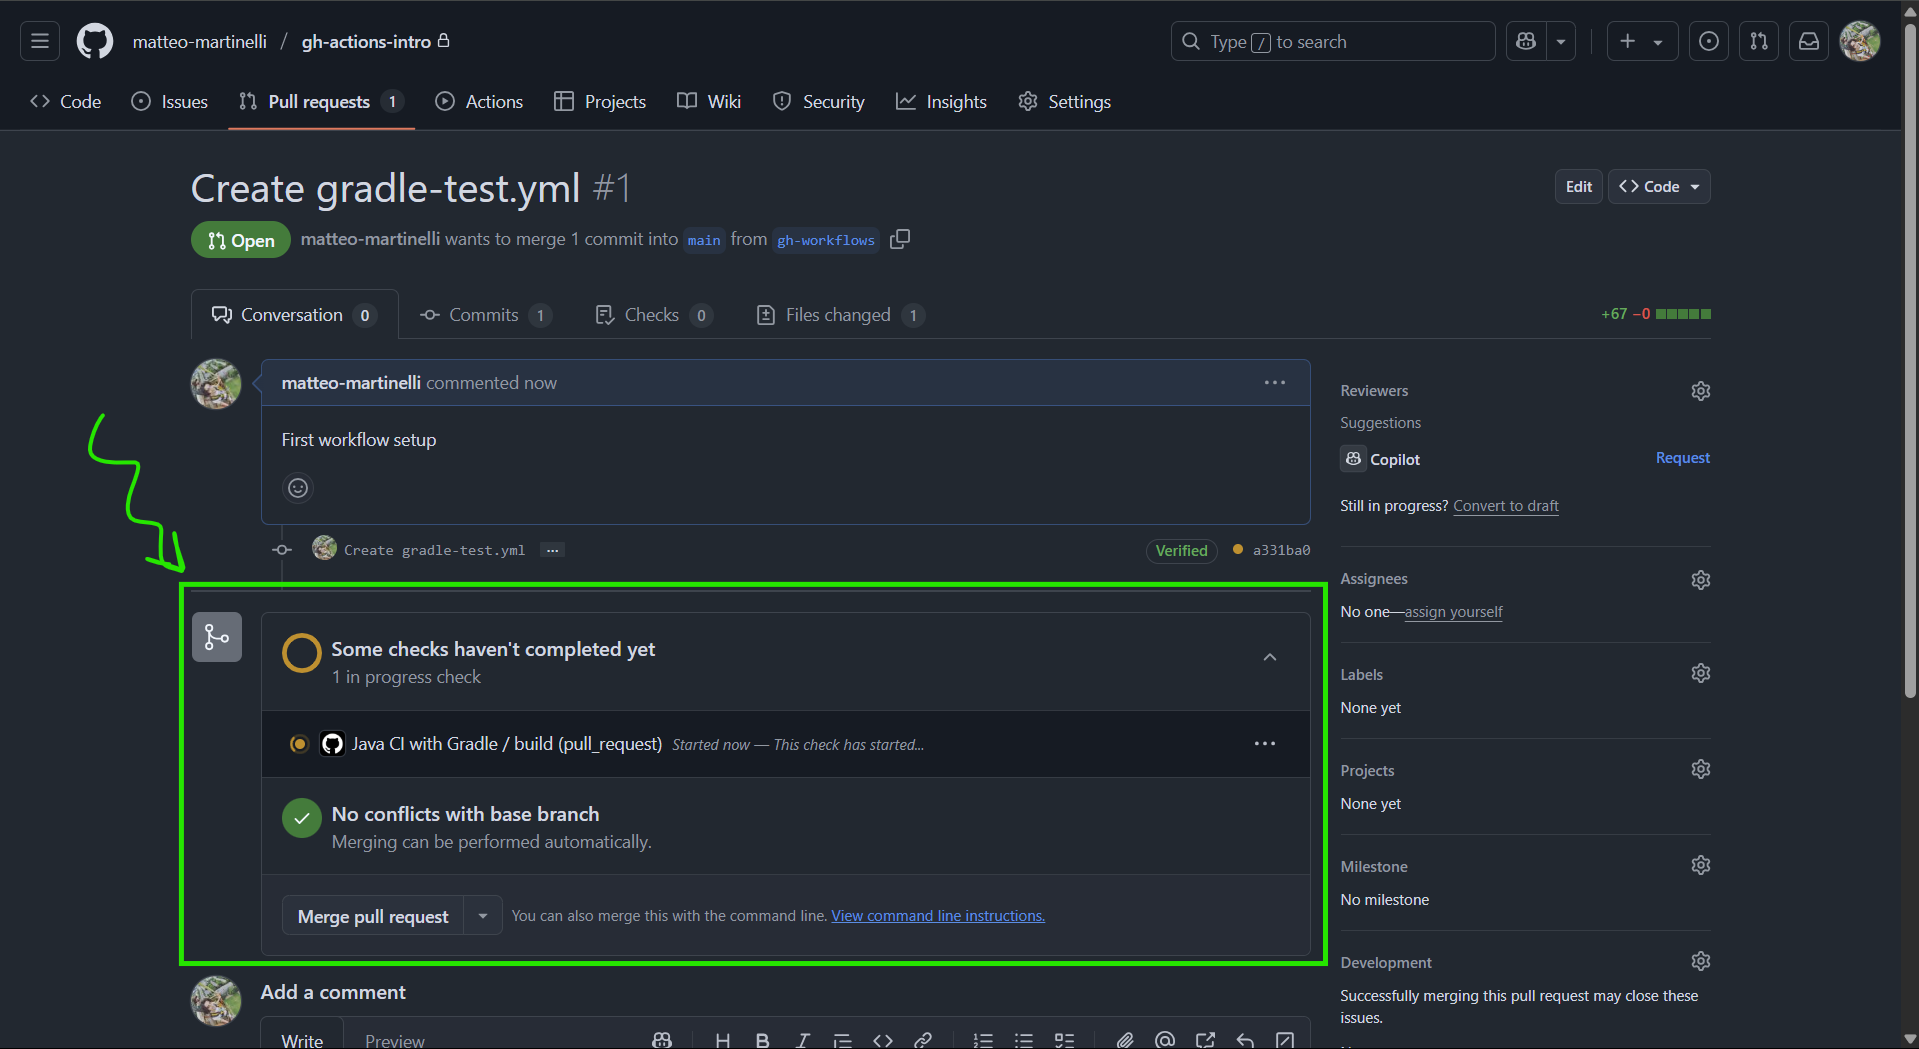 matteo-martinelli / gh-actions-intro
Type / to search
Code
Issues
Pull requests 1
Actions
Projects
Wiki
Security
Insights
Settings
Create gradle-test.yml #1
Edit
Code
Open
matteo-martinelli wants to merge 1 commit into main from gh-workflows
Conversation 0
Commits 1
Checks 0
Files changed 1
+67 −0
matteo-martinelli commented now
First workflow setup
Create gradle-test.yml
Verified
a331ba0
Some checks haven't completed yet
1 in progress check
Java CI with Gradle / build (pull_request) Started now — This check has started...
No conflicts with base branch
Merging can be performed automatically.
Merge pull request
You can also merge this with the command line. View command line instructions.
Add a comment
Write
Preview
Reviewers
Suggestions
Copilot
Request
Still in progress? Convert to draft
Assignees
No one—assign yourself
Labels
None yet
Projects
None yet
Milestone
No milestone
Development
Successfully merging this pull request may close these
issues.